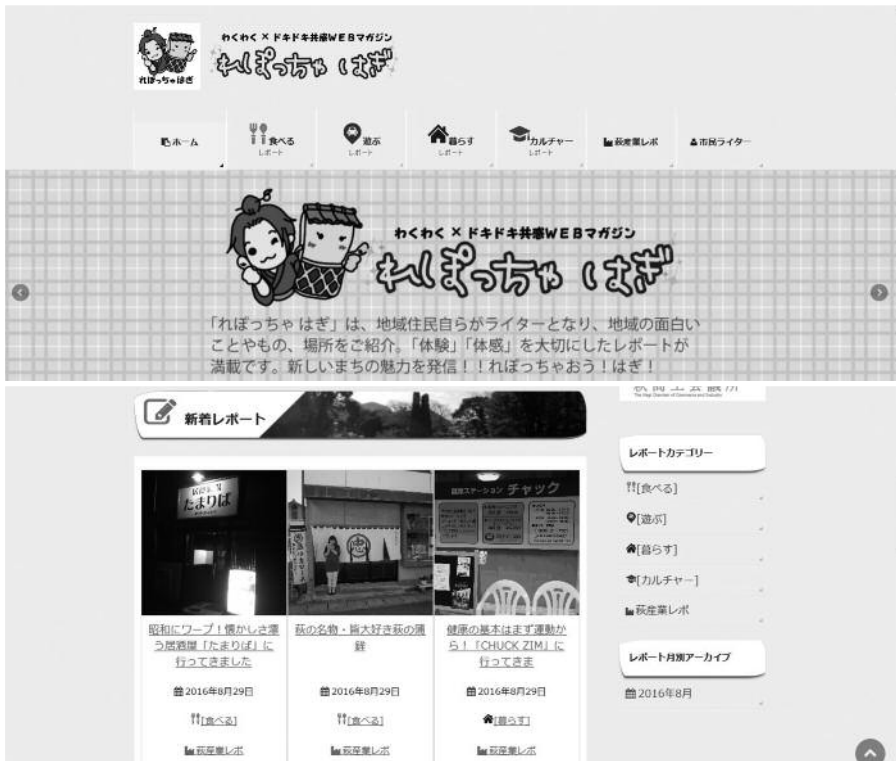 わくわく×ドキドキ共感WEBマガジン
れぽっちゃ はぎ
れぽっちゃはぎ
ホーム
食べる
レポート
遊ぶ
レポート
暮らす
レポート
カルチャー
レポート
萩産業レポ
市民ライター
わくわく×ドキドキ共感WEBマガジン
れぽっちゃ はぎ
「れぽっちゃ はぎ」は、地域住民自らがライターとなり、地域の面白い
ことやもの、場所をご紹介。「体験」「体感」を大切にしたレポートが
満載です。新しいまちの魅力を発信！！れぽっちゃおう！はぎ！
新着レポート
たまりば
チャック
昭和にワープ！懐かしさ漂
う居酒屋「たまりば」に
行ってきました
2016年8月29日
[食べる]
萩産業レポ
萩の名物・皆大好き萩の蒲
鉾
2016年8月29日
[食べる]
萩産業レポ
健康の基本はまず運動か
ら！「CHUCK ZIM」に
行ってきま
2016年8月29日
[暮らす]
萩産業レポ
The Hagi Chamber of Commerce and Industry
レポートカテゴリー
[食べる]
[遊ぶ]
[暮らす]
[カルチャー]
萩産業レポ
レポート月別アーカイブ
2016年8月